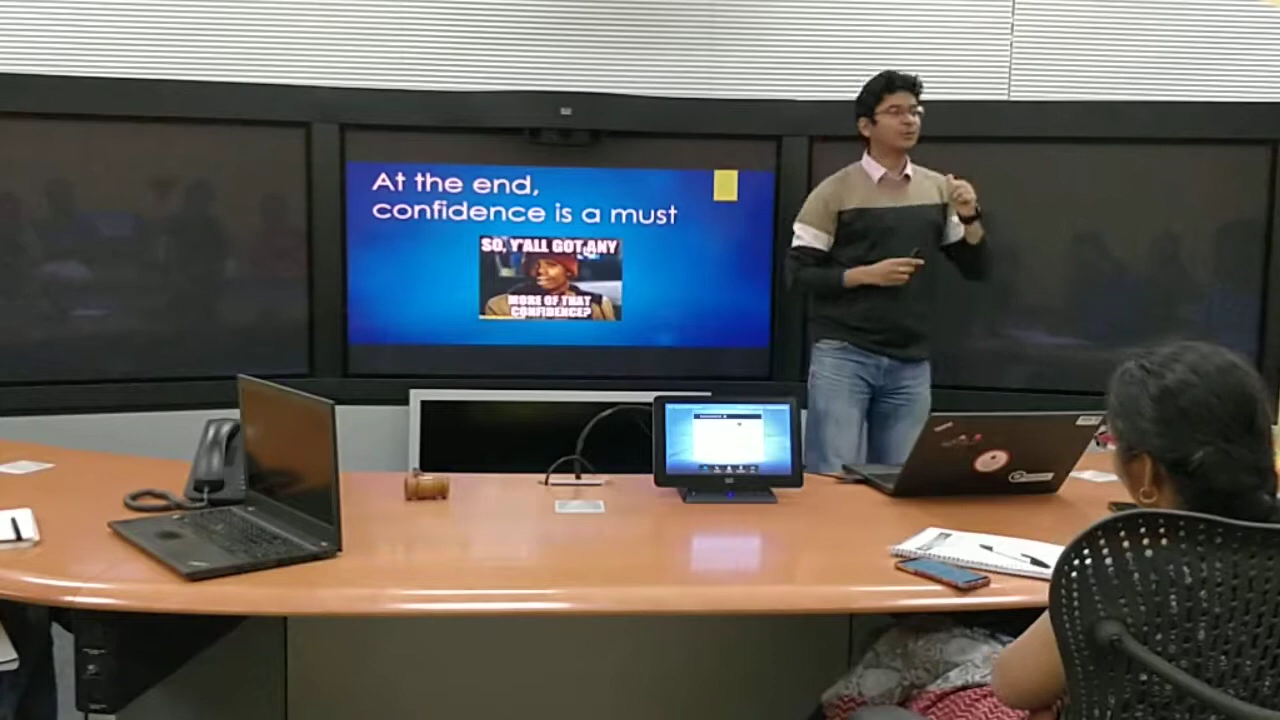 At the end,
confidence is a must
SO, Y'ALL GOT ANY
MORE OF THAT
CONFIDENCE?